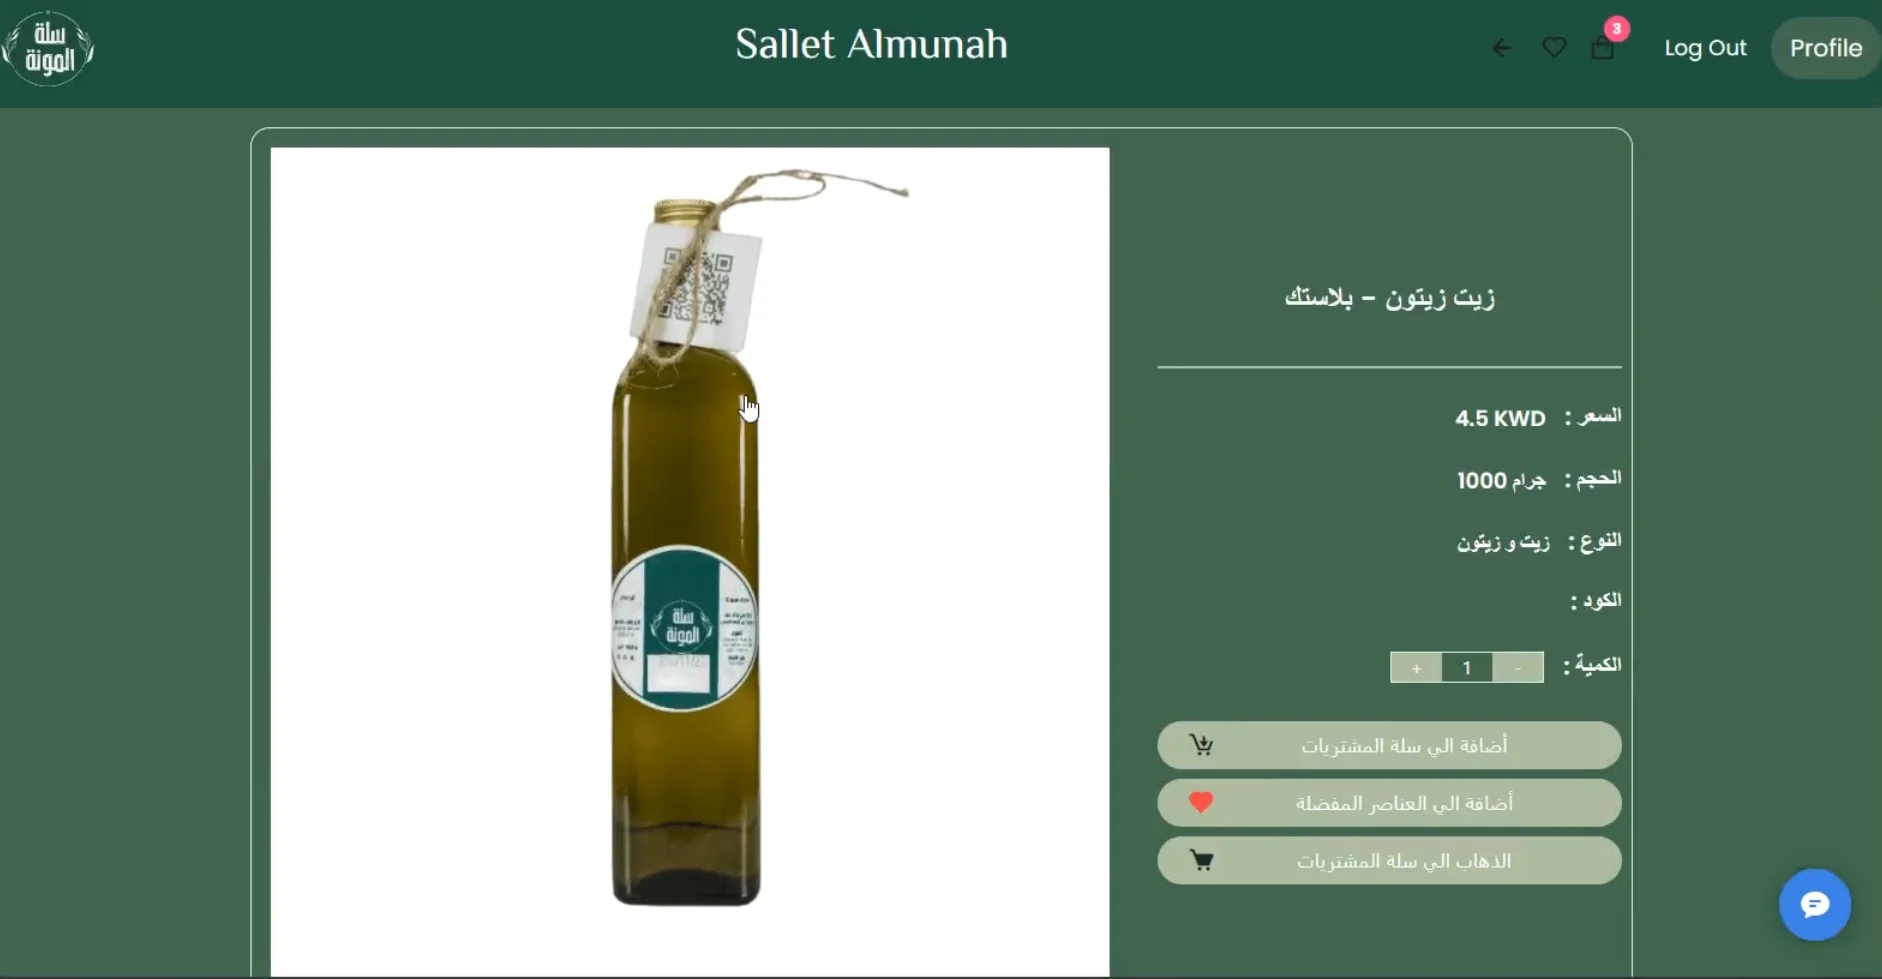 سلة
المونة
Sallet Almunah
3
Log Out
Profile
زيت زيتون - بلاستك
السعر : 4.5 KWD
الحجم : 1000 جرام
النوع : زيت و زيتون
الكود :
الكمية : - 1 +
أضافة الي سلة المشتريات
أضافة الي العناصر المفضلة
الذهاب الي سلة المشتريات
سلة
المونة